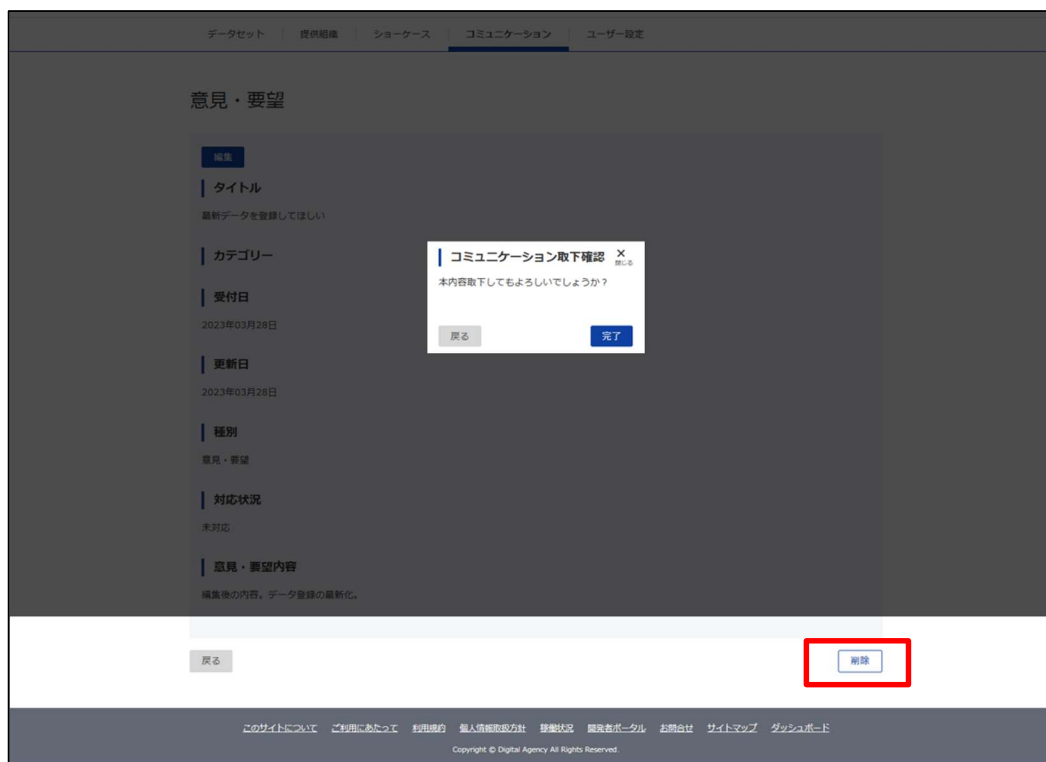 データセット 提供組織 ショーケース コミュニケーション ユーザー設定
意見・要望
編集
タイトル
最新データを登録してほしい
カテゴリー
受付日
2023年03月28日
更新日
2023年03月28日
種別
意見・要望
対応状況
未対応
意見・要望内容
編集後の内容。データ登録の最新化。
コミュニケーション取下確認 ×
閉じる
本内容取下してもよろしいでしょうか？
戻る 完了
戻る 削除
このサイトについて ご利用にあたって 利用規約 個人情報取扱方針 稼働状況 開発者ポータル お問合せ サイトマップ ダッシュボード
Copyright © Digital Agency All Rights Reserved.